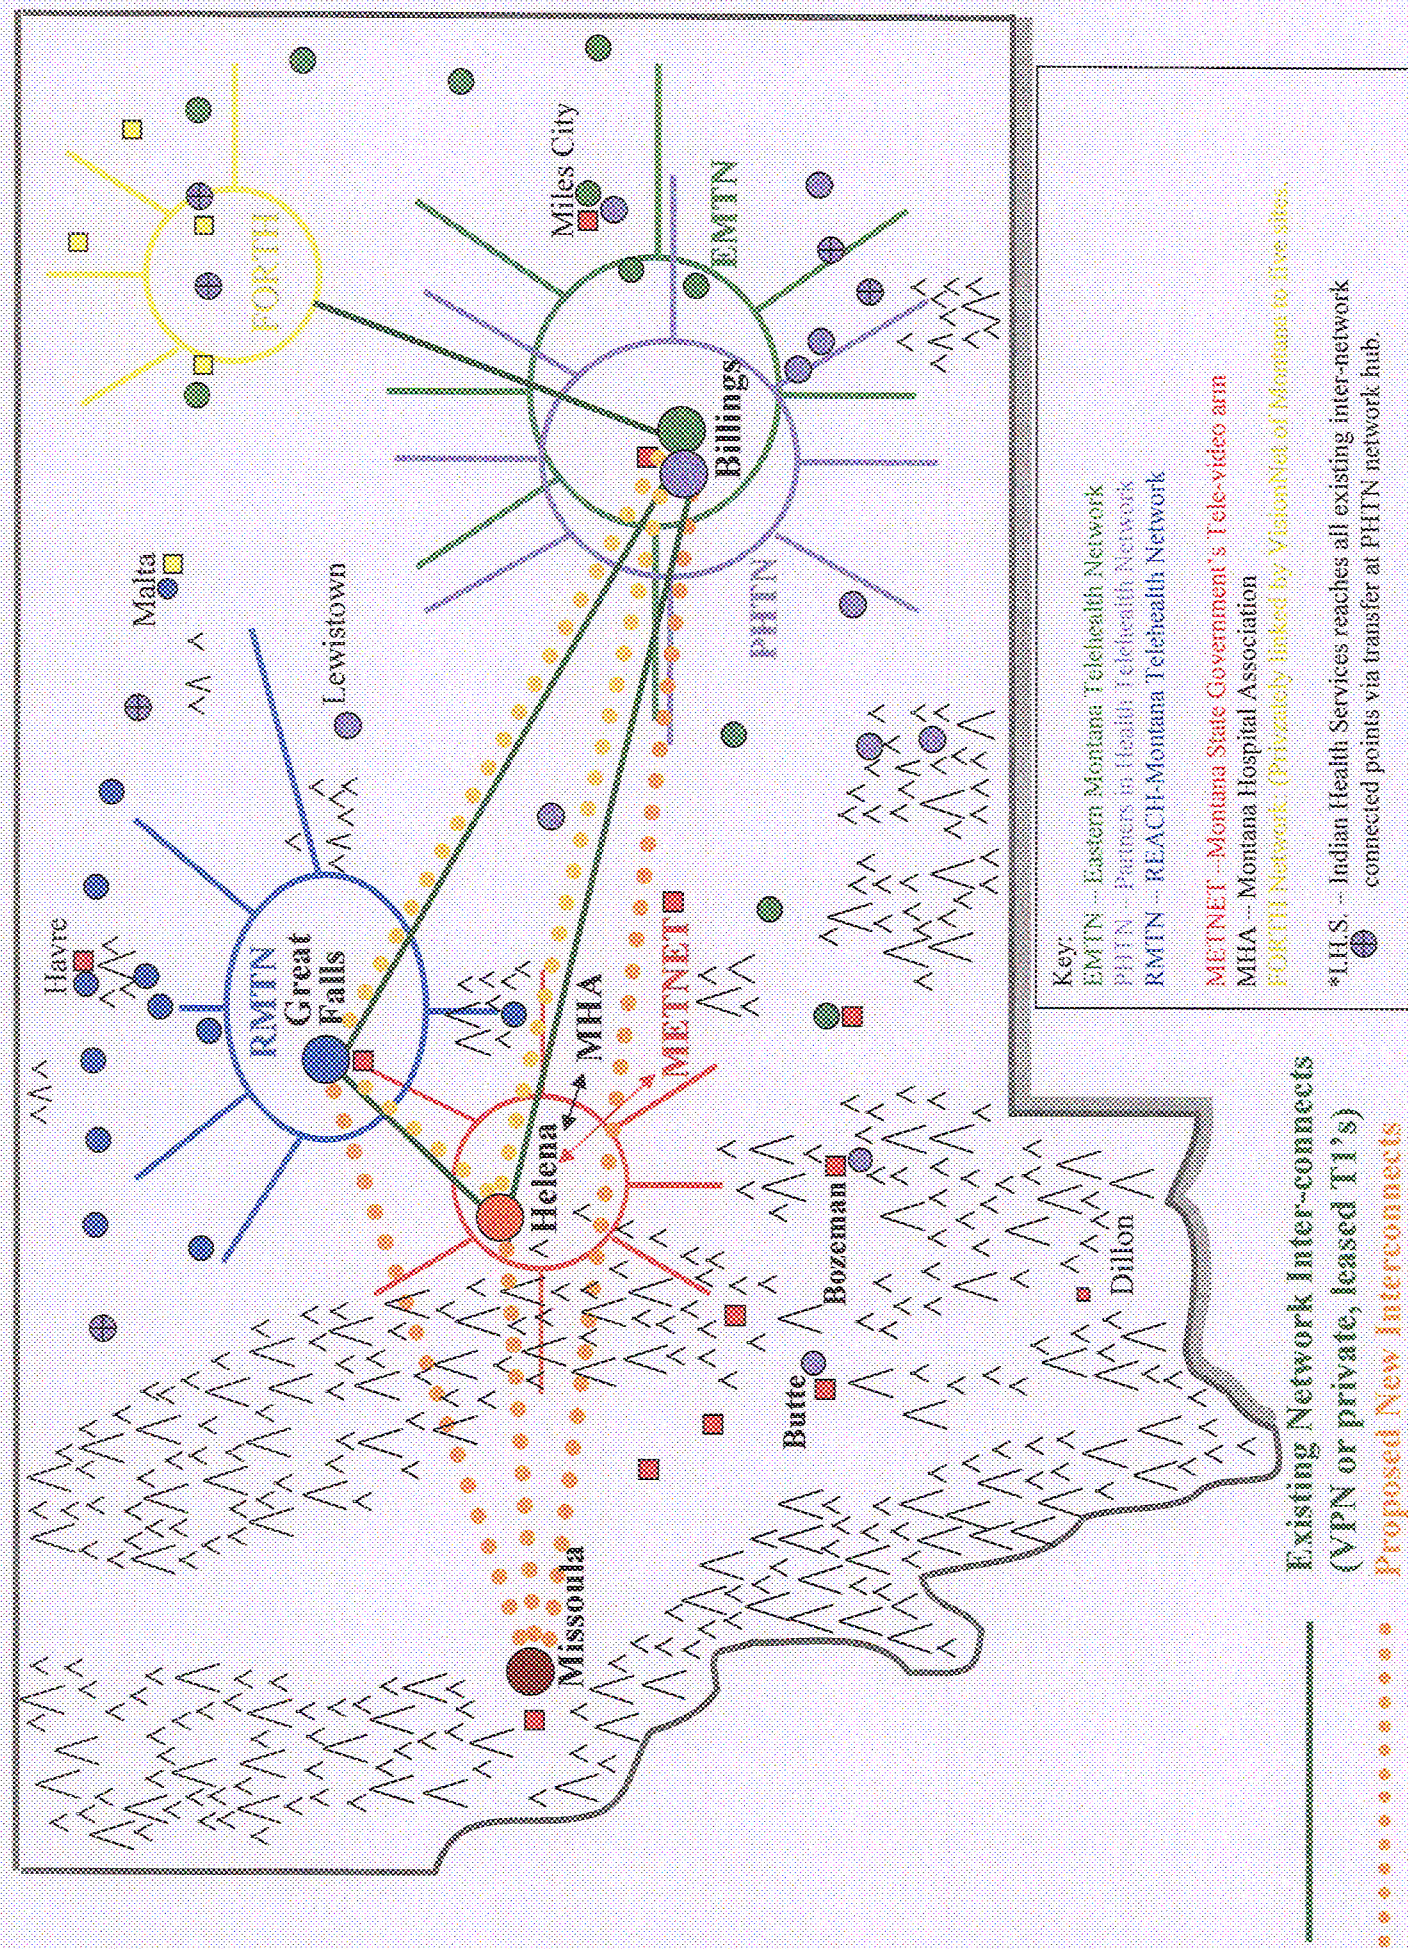 Havre
Malta
FORTH
RMTN
Great
Falls
Lewistown
Miles City
EMTN
Billings
PHTN
MHA
METNET
Helena
Missoula
Butte
Bozeman
Dillon
Key:
EMTN -- Eastern Montana Telehealth Network
PHTN - Partners in Health Telehealth Network
RMTN -- REACH-Montana Telehealth Network
METNET --Montana State Government's Tele-video arm
MHA -- Montana Hospital Association
FORTH Network (Privately linked by VisionNet of Montana to five sites.
*I.H.S. -- Indian Health Services reaches all existing inter-network
connected points via transfer at PHTN network hub.
Existing Network Inter-connects
(VPN or private, leased T1's)
Proposed New Interconnects